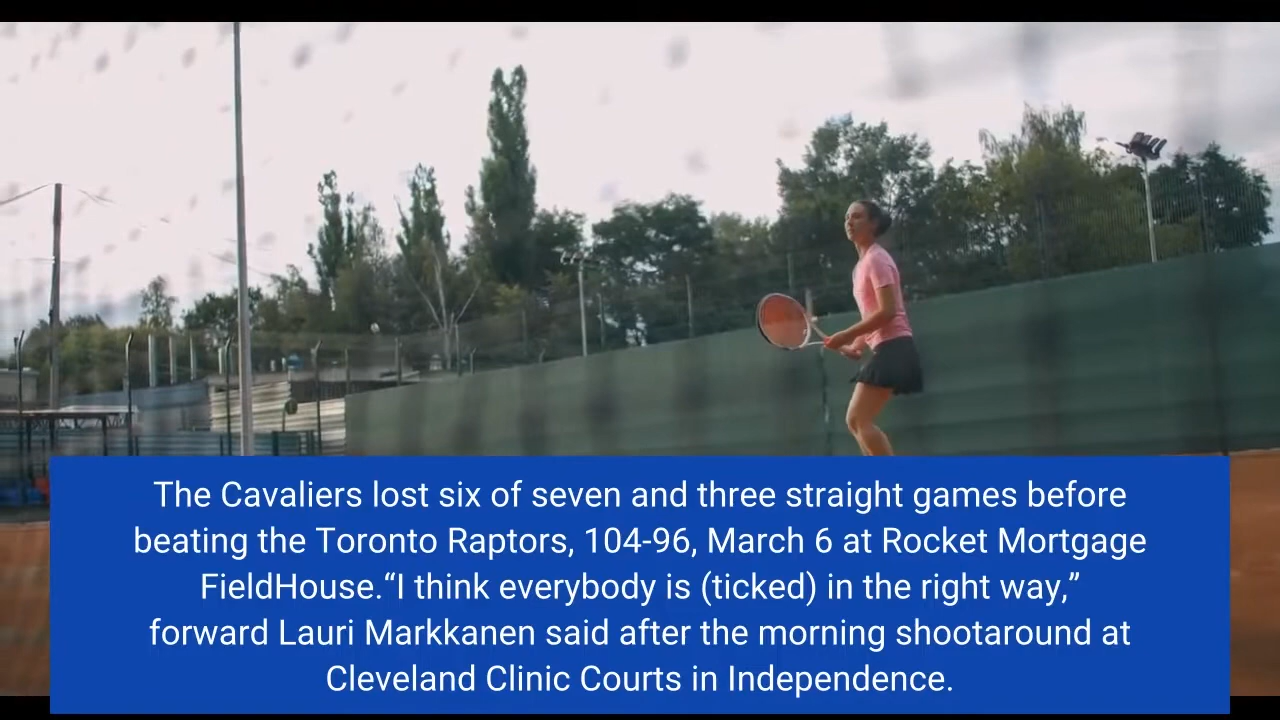 The Cavaliers lost six of seven and three straight games before
beating the Toronto Raptors, 104-96, March 6 at Rocket Mortgage
FieldHouse.“I think everybody is (ticked) in the right way,”
forward Lauri Markkanen said after the morning shootaround at
Cleveland Clinic Courts in Independence.